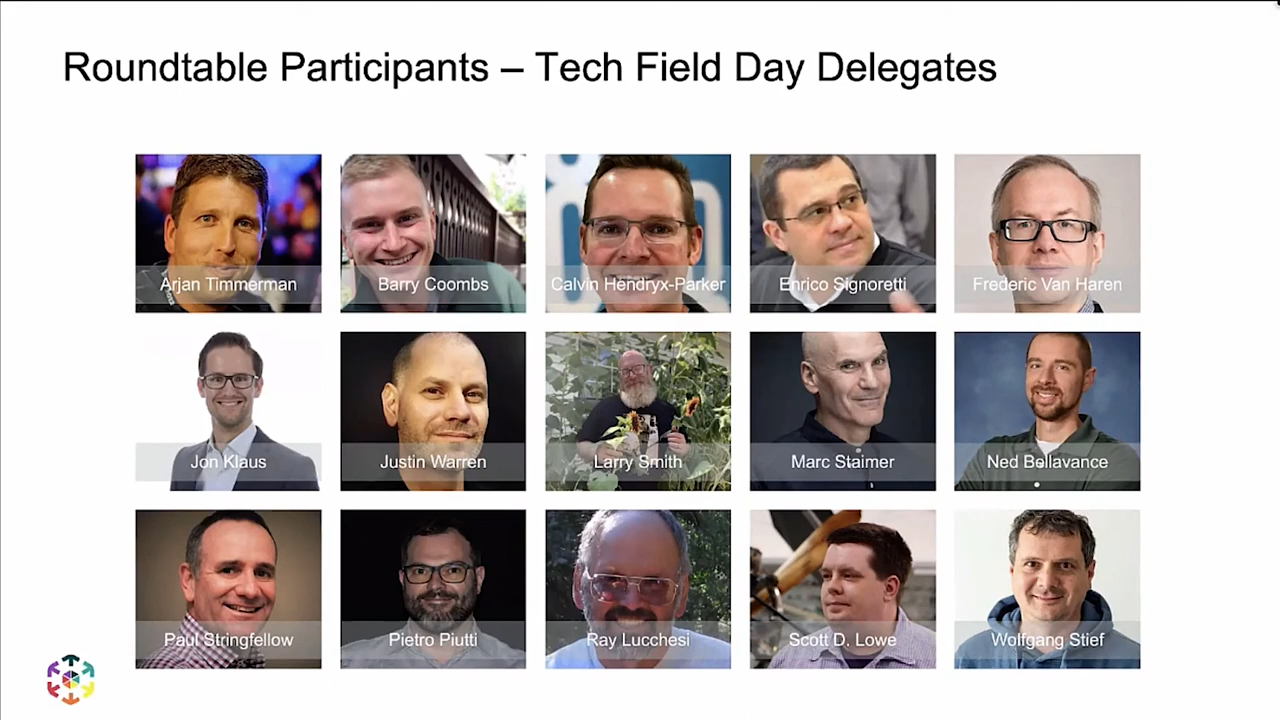 Roundtable Participants – Tech Field Day Delegates
Arjan Timmerman
Barry Coombs
Calvin Hendryx-Parker
Enrico Signoretti
Frederic Van Haren
Jon Klaus
Justin Warren
Larry Smith
Marc Staimer
Ned Bellavance
Paul Stringfellow
Pietro Piutti
Ray Lucchesi
Scott D. Lowe
Wolfgang Stief